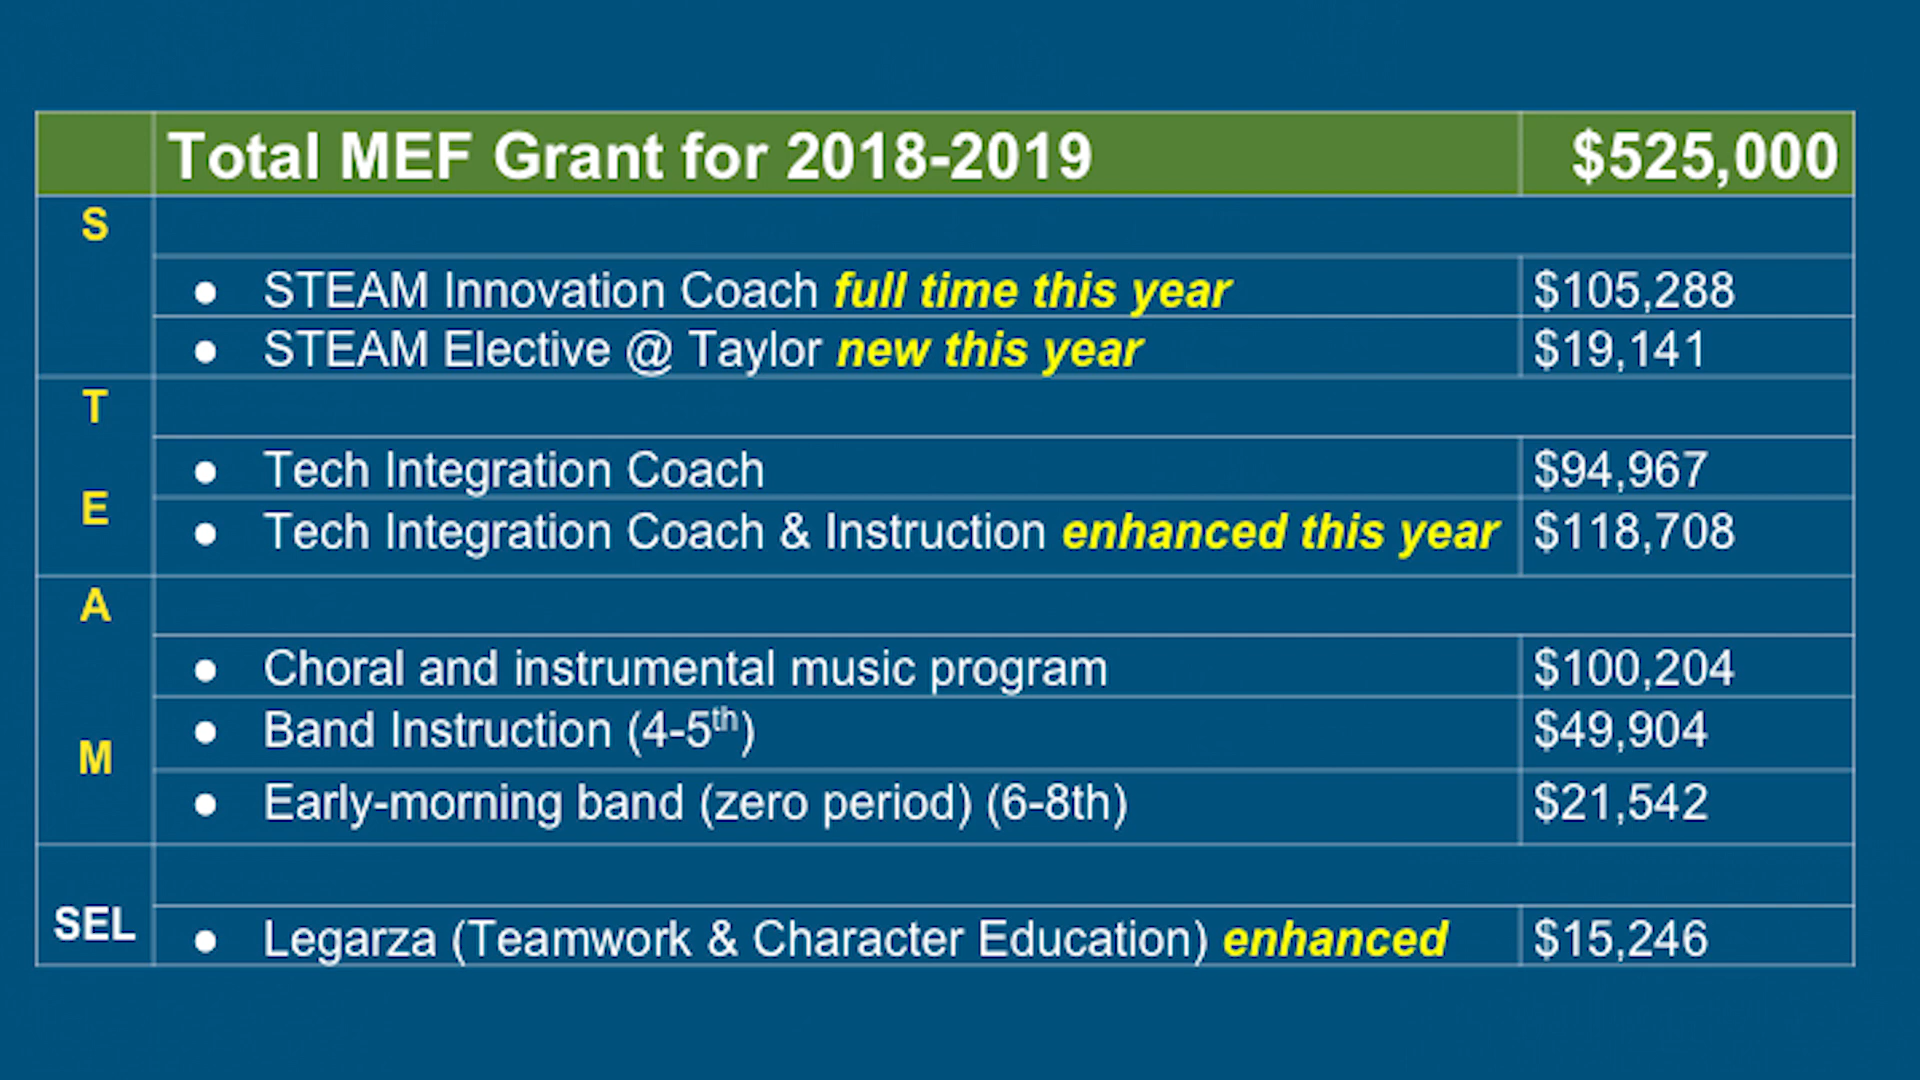 Total MEF Grant for 2018-2019 $525,000
S
● STEAM Innovation Coach full time this year $105,288
● STEAM Elective @ Taylor new this year $19,141
T
● Tech Integration Coach $94,967
E
● Tech Integration Coach & Instruction enhanced this year $118,708
A
● Choral and instrumental music program $100,204
● Band Instruction (4-5th) $49,904
M
● Early-morning band (zero period) (6-8th) $21,542
SEL
● Legarza (Teamwork & Character Education) enhanced $15,246